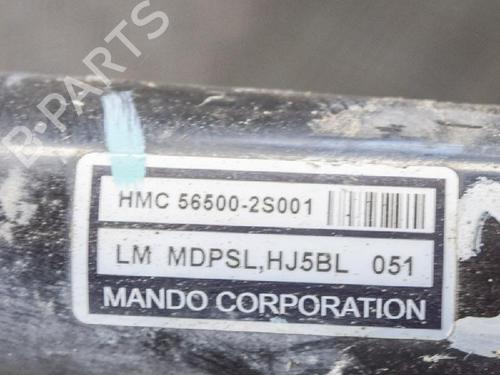 B-PARTS
HMC 56500-2S001
LM MDPSL,HJ5BL 051
MANDO CORPORATION